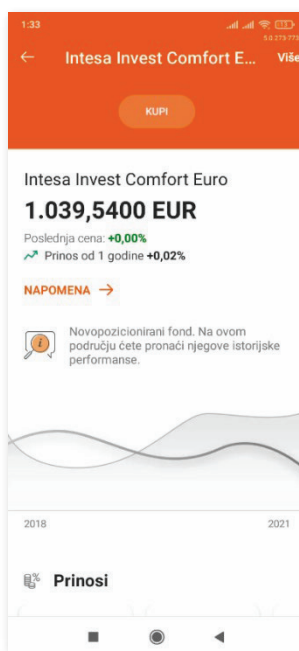 1:33
Intesa Invest Comfort E... Više
KUPI
Intesa Invest Comfort Euro
1.039,5400 EUR
Poslednja cena: +0,00%
Prinos od 1 godine +0,02%
NAPOMENA →
Novopozicionirani fond. Na ovom
području ćete pronaći njegove istorijske
performanse.
2018 2021
Prinosi